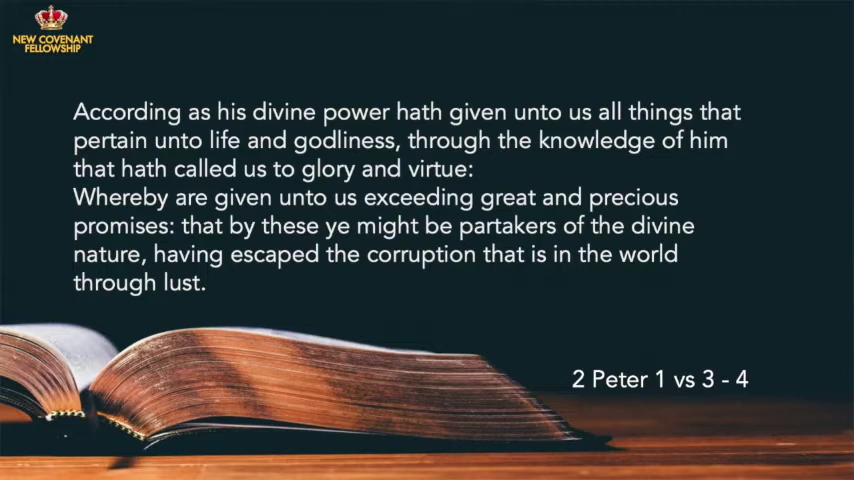 NEW COVENANT
FELLOWSHIP
According as his divine power hath given unto us all things that
pertain unto life and godliness, through the knowledge of him
that hath called us to glory and virtue:
Whereby are given unto us exceeding great and precious
promises: that by these ye might be partakers of the divine
nature, having escaped the corruption that is in the world
through lust.
2 Peter 1 vs 3 - 4